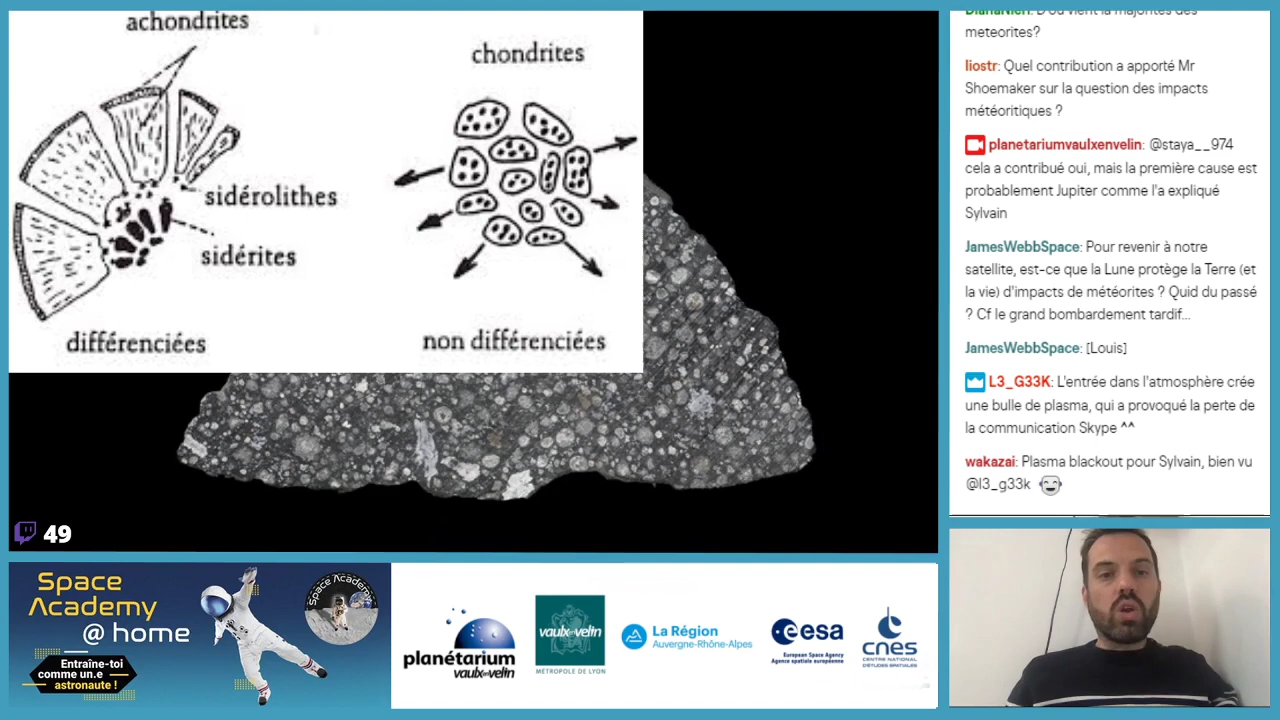 achondrites
chondrites
sidérolithes
sidérites
différenciées
non différenciées
49
meteorites?
liostr: Quel contribution a apporté Mr
Shoemaker sur la question des impacts
météoritiques ?
planetariumvaulxenvelin: @staya__974
cela a contribué oui, mais la première cause est
probablement Jupiter comme l'a expliqué
Sylvain
JamesWebbSpace: Pour revenir à notre
satellite, est-ce que la Lune protège la Terre (et
la vie) d'impacts de météorites ? Quid du passé
? Cf le grand bombardement tardif...
JamesWebbSpace: [Louis]
L3_G33K: L'entrée dans l'atmosphère crée
une bulle de plasma, qui a provoqué la perte de
la communication Skype ^^
wakazai: Plasma blackout pour Sylvain, bien vu
@l3_g33k
Space
Academy
@ home
Entraîne-toi
comme un.e
astronaute !
Space Academy
planétarium
vaulxenvelin
vaulx-en-velin
MÉTROPOLE DE LYON
La Région
Auvergne-Rhône-Alpes
esa
European Space Agency
Agence spatiale européenne
cnes
CENTRE NATIONAL
D'ÉTUDES SPATIALES